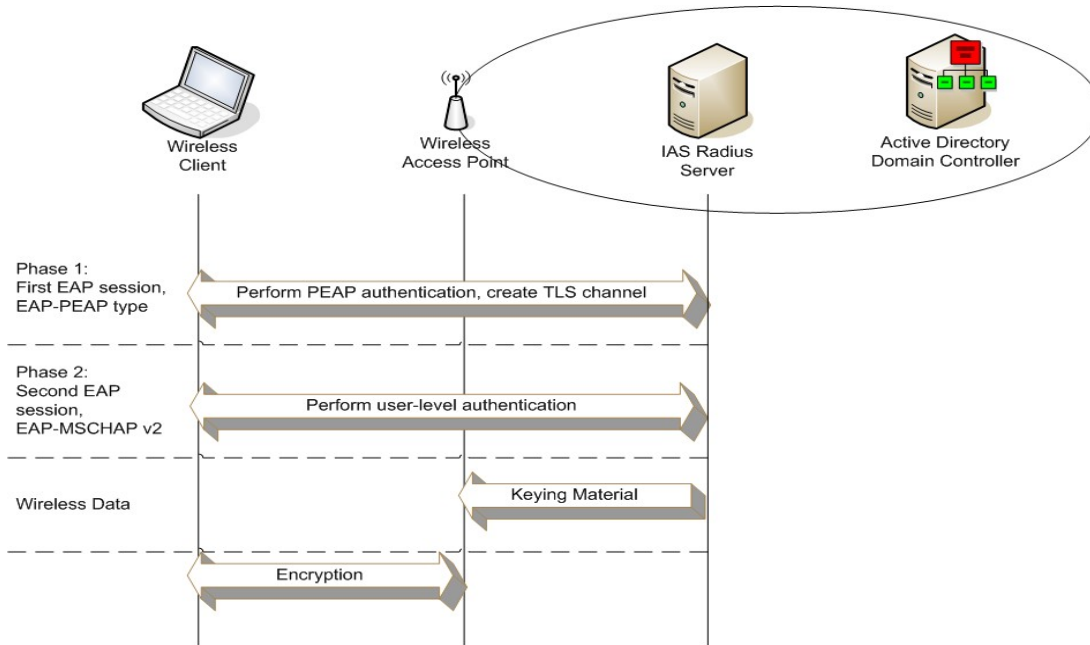 Wireless
Client
Wireless
Access Point
IAS Radius
Server
Active Directory
Domain Controller
Phase 1:
First EAP session,
EAP-PEAP type
Perform PEAP authentication, create TLS channel
Phase 2:
Second EAP
session,
EAP-MSCHAP v2
Perform user-level authentication
Wireless Data
Keying Material
Encryption